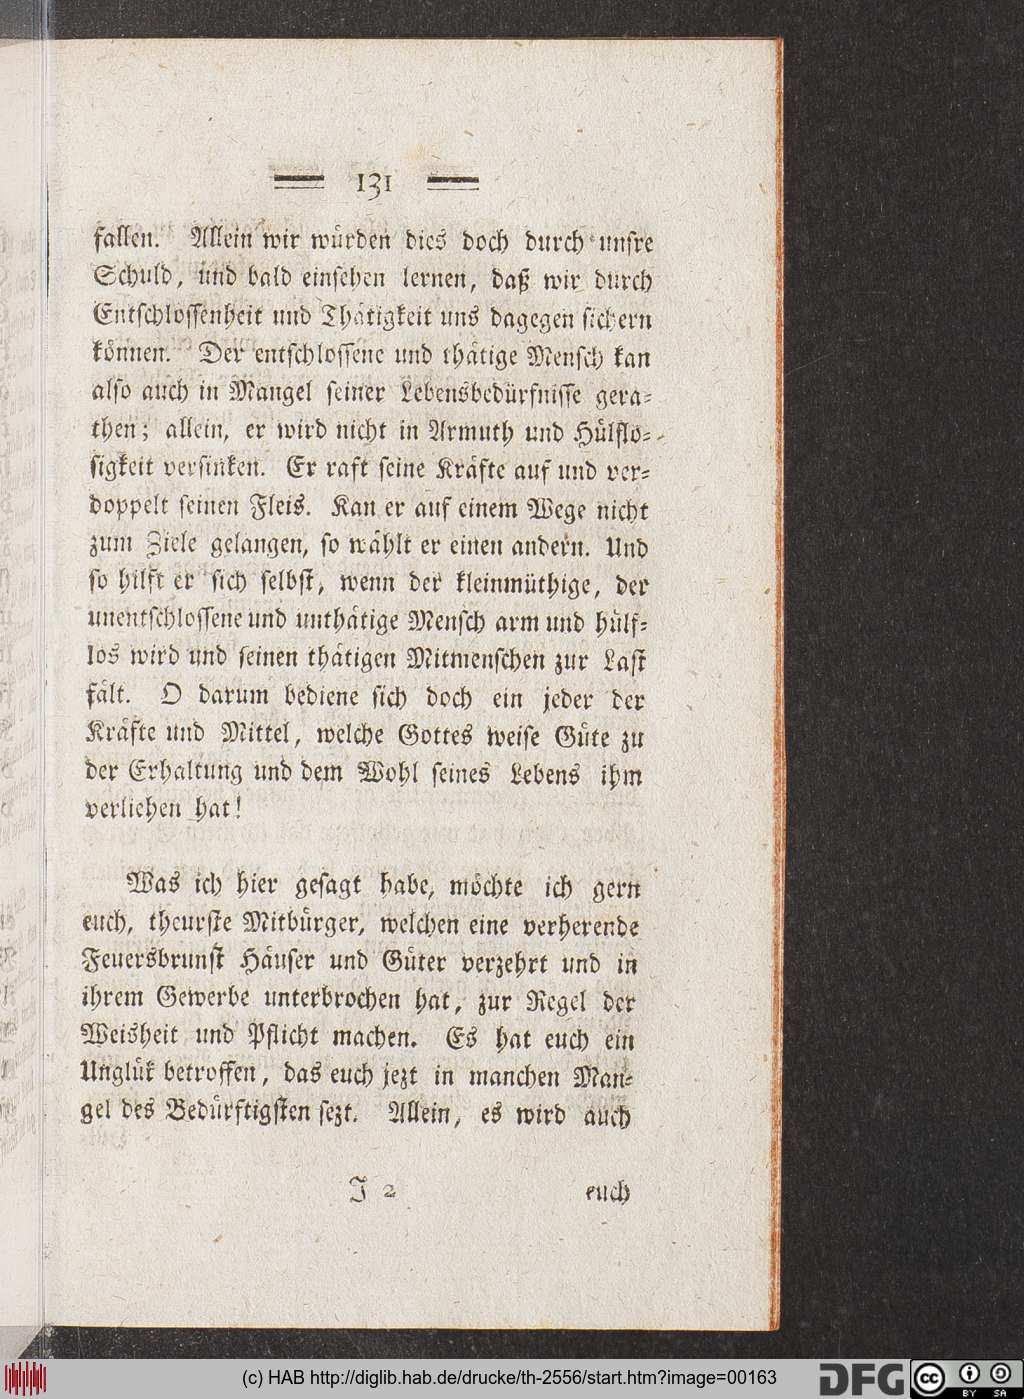 131
fallen. Allein wir würden dies doch durch unsre
Schuld, und bald einsehen lernen, daß wir durch
Entschlossenheit und Thätigkeit uns dagegen sichern
können. Der entschlossene und thätige Mensch kan
also auch in Mangel seiner Lebensbedürfnisse gera-
then; allein, er wird nicht in Armuth und Hülflo-
sigkeit versinken. Er raft seine Kräfte auf und ver-
doppelt seinen Fleis. Kan er auf einem Wege nicht
zum Ziele gelangen, so wählt er einen andern. Und
so hilft er sich selbst, wenn der kleinmüthige, der
unentschlossene und unthätige Mensch arm und hülf-
los wird und seinen thätigen Mitmenschen zur Last
fält. O darum bediene sich doch ein jeder der
Kräfte und Mittel, welche Gottes weise Güte zu
der Erhaltung und dem Wohl seines Lebens ihm
verliehen hat!
Was ich hier gesagt habe, möchte ich gern
euch, theurste Mitbürger, welchen eine verherende
Feuersbrunst Häuser und Güter verzehrt und in
ihrem Gewerbe unterbrochen hat, zur Regel der
Weisheit und Pflicht machen. Es hat euch ein
Unglük betroffen, das euch jezt in manchen Man-
gel des Bedürftigsten sezt. Allein, es wird auch
J 2 euch
(c) HAB http://diglib.hab.de/drucke/th-2556/start.htm?image=00163
DFG
cc BY SA